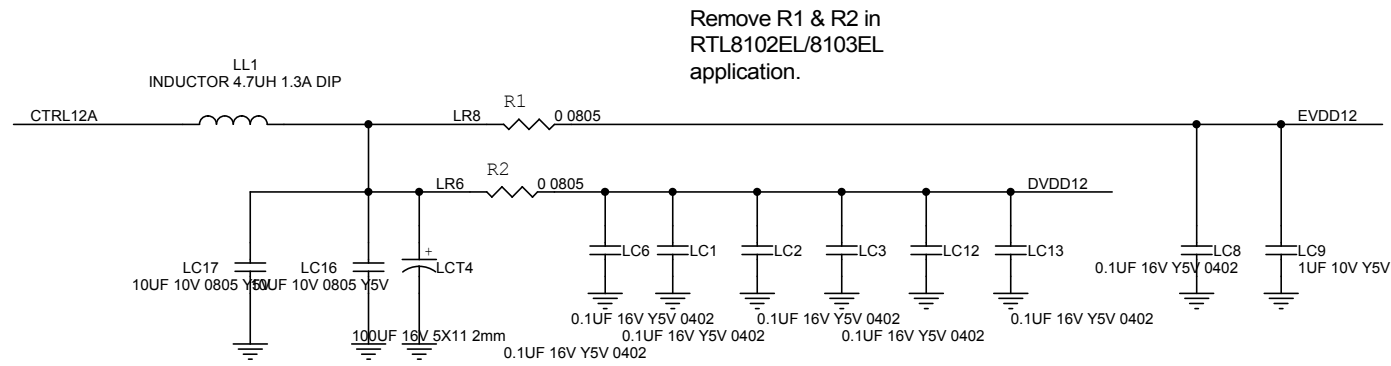 Remove R1 & R2 in
RTL8102EL/8103EL
application.
LL1
INDUCTOR 4.7UH 1.3A DIP
CTRL12A
LR8
R1
0 0805
EVDD12
LR6
R2
0 0805
DVDD12
LC17
10UF 10V 0805 Y5V
LC16
10UF 10V 0805 Y5V
+
LCT4
100UF 16V 5X11 2mm
LC6
LC1
LC2
LC3
LC12
LC13
LC8
0.1UF 16V Y5V 0402
LC9
1UF 10V Y5V
0.1UF 16V Y5V 0402
0.1UF 16V Y5V 0402
0.1UF 16V Y5V 0402
0.1UF 16V Y5V 0402
0.1UF 16V Y5V 0402
0.1UF 16V Y5V 0402